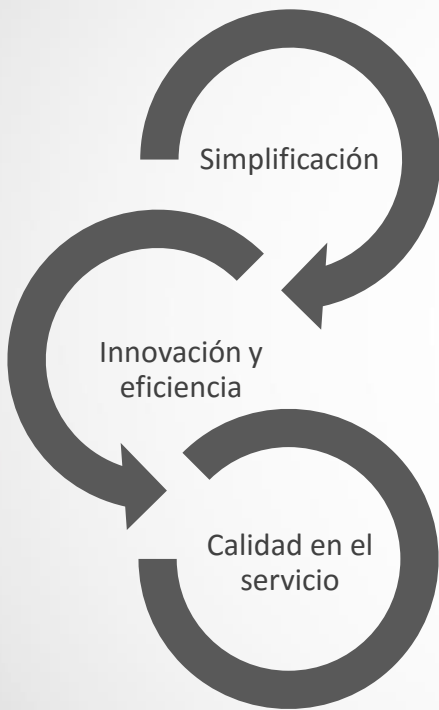 Simplificación
Innovación y
eficiencia
Calidad en el
servicio